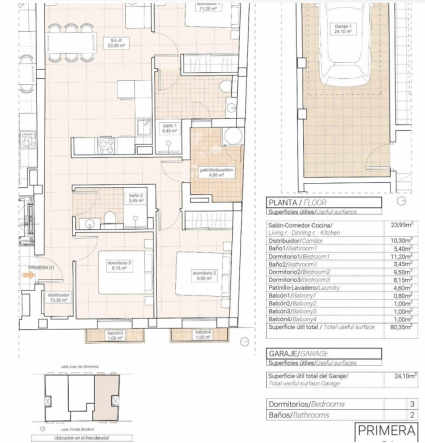 dormitorio 1
11,20 m²
Garaje 1
24,10 m²
S-L-K
23,95 m²
baño 1
5,40 m²
patinillo/lavadero
4,60 m²
baño 2
3,45 m²
dormitorio 3
8,15 m²
dormitorio 2
9,50 m²
PRIMERA 01
distribuidor
10,30 m²
balcón3
1,00 m²
balcón4
1,00 m²
PLANTA / FLOOR
Superficies útiles/Useful surfaces
Salón-Comedor-Cocina/ 23,95m²
Living r. - Dinning r. - Kitchen
Distribuidor/Corridor 10,30m²
Baño1/Bathroom1 5,40m²
Dormitorio1/Bedroom1 11,20m²
Baño2/Bathroom2 3,45m²
Dormitorio2/Bedroom2 9,50m²
Dormitorio3/Bedroom3 8,15m²
Patinillo-Lavadero/Laundry 4,60m²
Balcón1/Balcony1 0,80m²
Balcón2/Balcony2 1,00m²
Balcón3/Balcony3 1,00m²
Balcón4/Balcony4 1,00m²
Superficie útil total / Total useful surface 80,35m²
GARAJE/GARAGE
Superficies útiles/Useful surfaces
Superficie útil total del Garaje/ 24,10m²
Total useful surface Garage
Dormitorios/Bedrooms 3
Baños/Bathrooms 2
PRIMERA
Ubicación en el Residencial